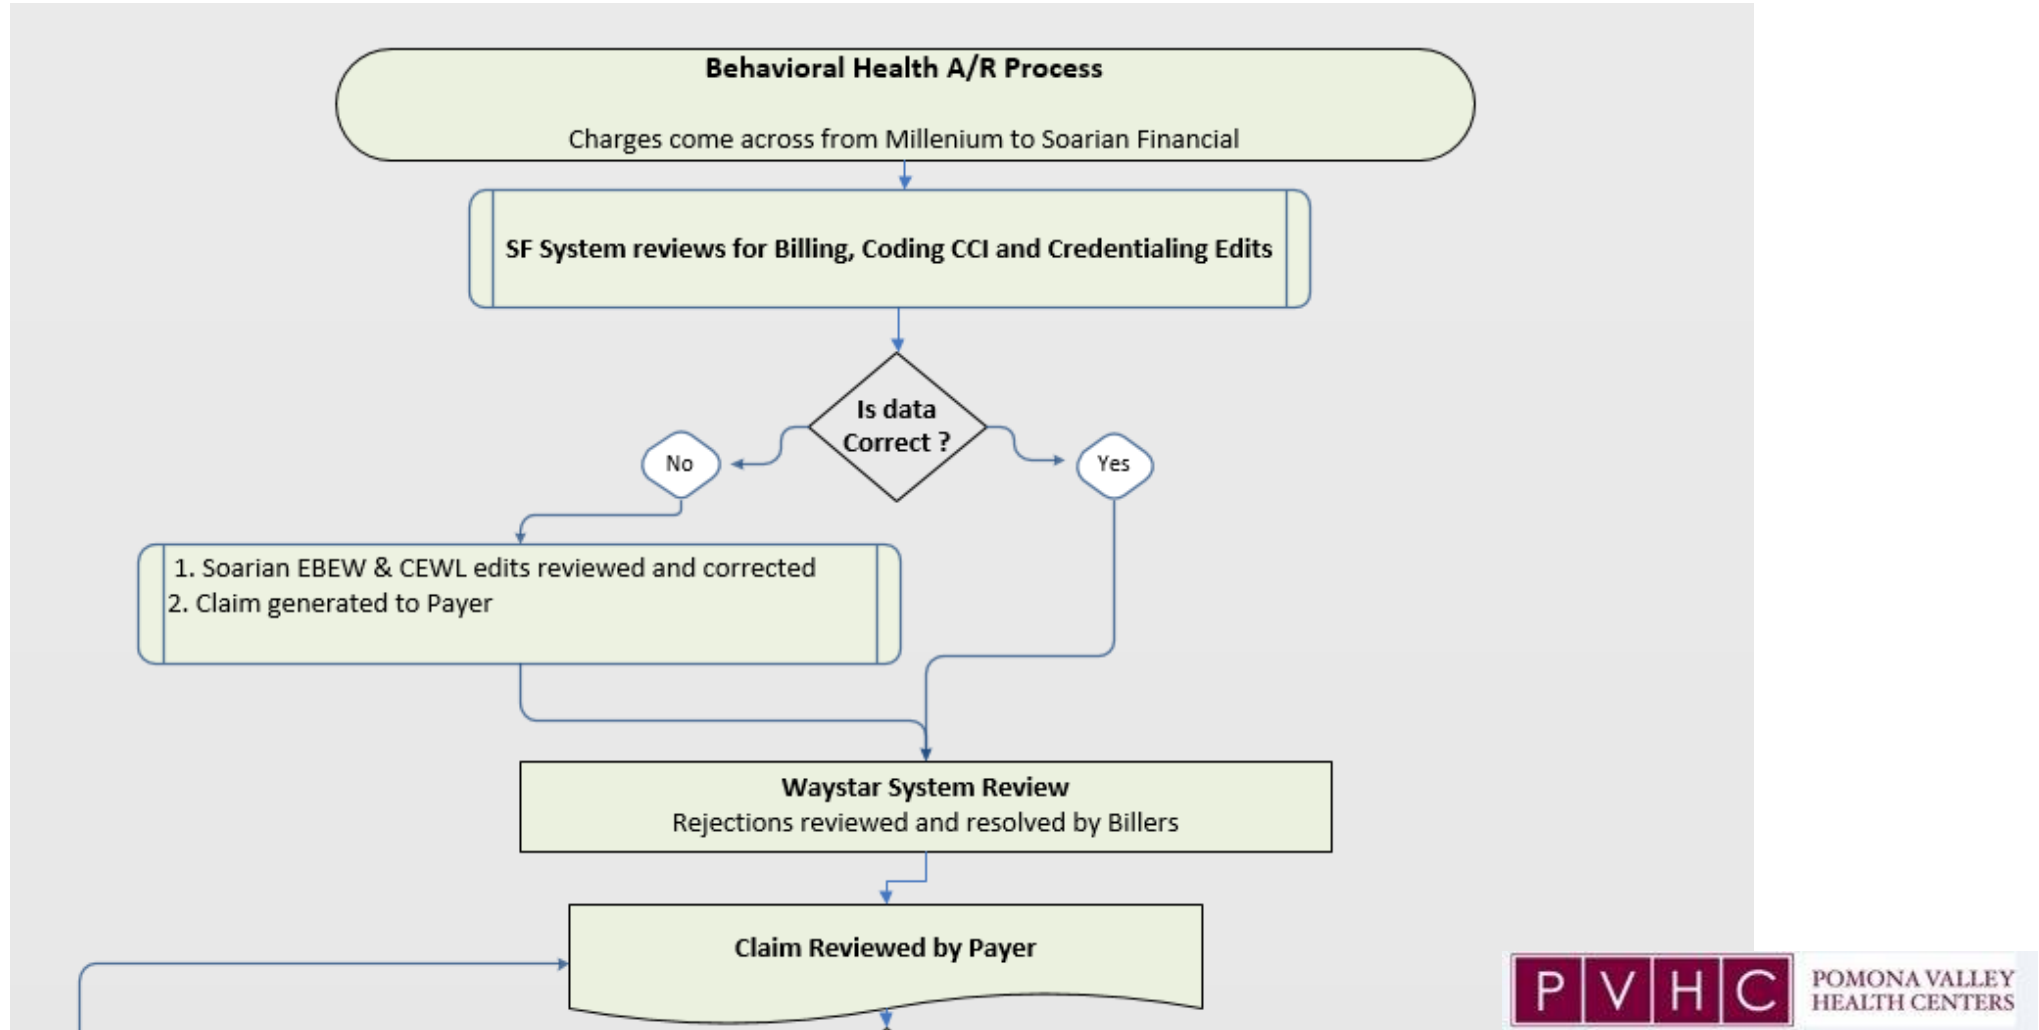 Behavioral Health A/R Process
Charges come across from Millenium to Soarian Financial
SF System reviews for Billing, Coding CCI and Credentialing Edits
Is data
Correct ?
No
Yes
1. Soarian EBEW & CEWL edits reviewed and corrected
2. Claim generated to Payer
Waystar System Review
Rejections reviewed and resolved by Billers
Claim Reviewed by Payer
PVHC
POMONA VALLEY
HEALTH CENTERS